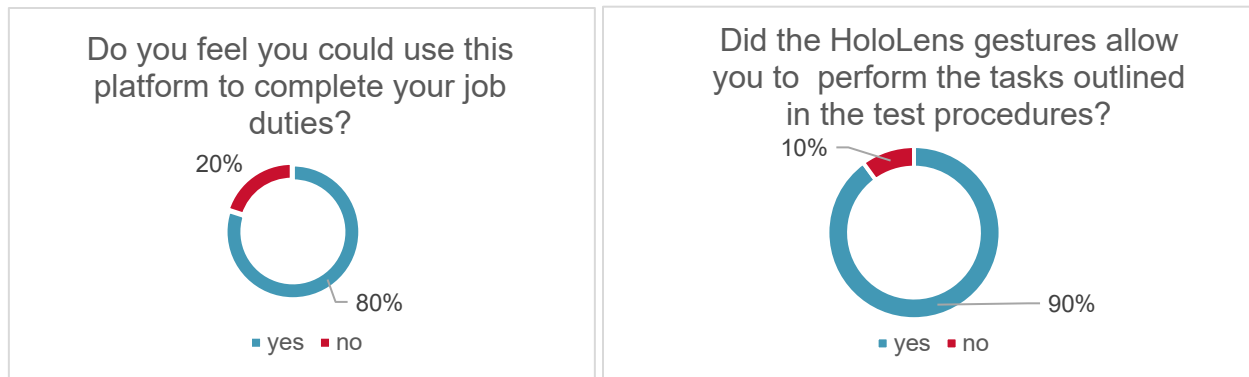 Do you feel you could use this
platform to complete your job
duties?
20%
80%
yes no
Did the HoloLens gestures allow
you to perform the tasks outlined
in the test procedures?
10%
90%
yes no